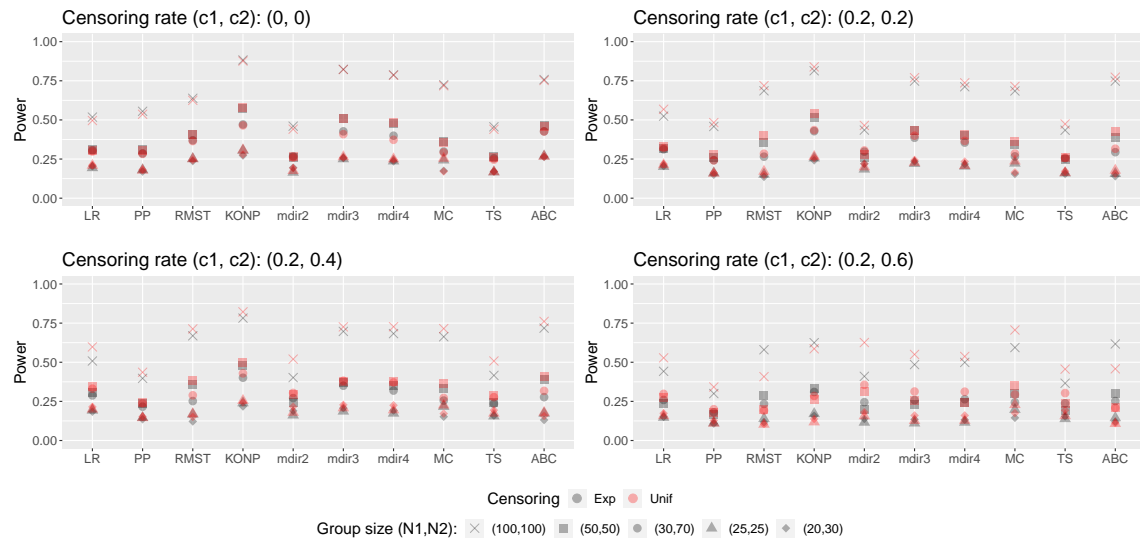 Censoring rate (c1, c2): (0, 0)
Power
1.00
0.75
0.50
0.25
0.00
LR PP RMST KONP mdir2 mdir3 mdir4 MC TS ABC
Censoring rate (c1, c2): (0.2, 0.2)
Power
1.00
0.75
0.50
0.25
0.00
LR PP RMST KONP mdir2 mdir3 mdir4 MC TS ABC
Censoring rate (c1, c2): (0.2, 0.4)
Power
1.00
0.75
0.50
0.25
0.00
LR PP RMST KONP mdir2 mdir3 mdir4 MC TS ABC
Censoring rate (c1, c2): (0.2, 0.6)
Power
1.00
0.75
0.50
0.25
0.00
LR PP RMST KONP mdir2 mdir3 mdir4 MC TS ABC
Censoring Exp Unif
Group size (N1,N2): (100,100) (50,50) (30,70) (25,25) (20,30)